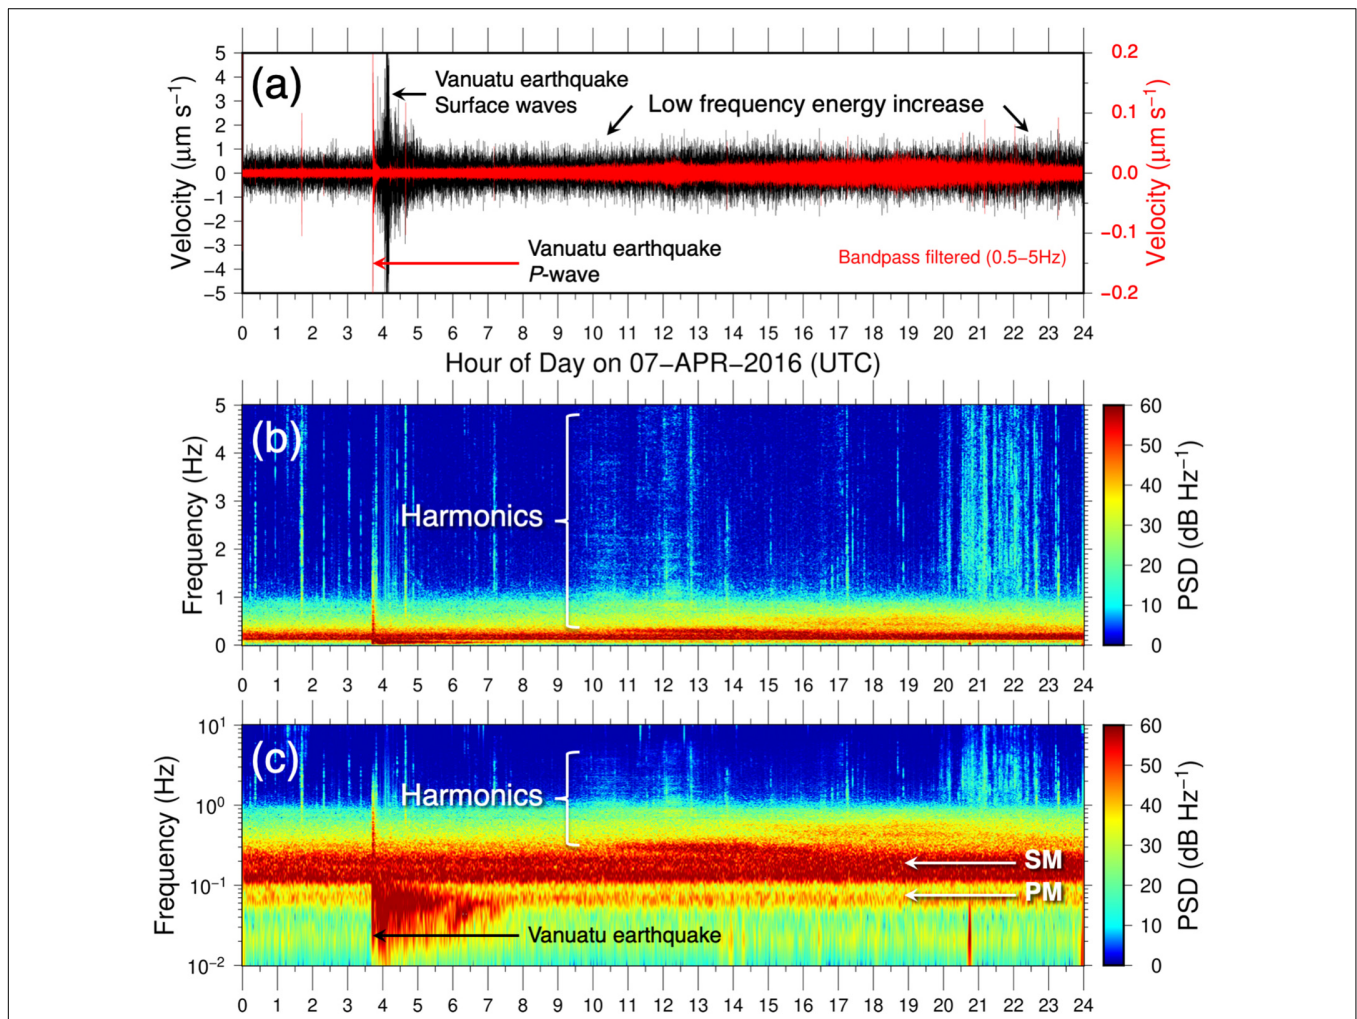 (a)
Velocity (μm s−1)
5
4
3
2
1
0
−1
−2
−3
−4
−5
Vanuatu earthquake
Surface waves
Low frequency energy increase
Vanuatu earthquake
P-wave
Bandpass filtered (0.5−5Hz)
0.2
0.1
0.0
−0.1
−0.2
Velocity (μm s−1)
0 1 2 3 4 5 6 7 8 9 10 11 12 13 14 15 16 17 18 19 20 21 22 23 24
Hour of Day on 07−APR−2016 (UTC)
(b)
Frequency (Hz)
5
4
3
2
1
0
Harmonics
60
50
40
30
20
10
0
PSD (dB Hz−1)
0 1 2 3 4 5 6 7 8 9 10 11 12 13 14 15 16 17 18 19 20 21 22 23 24
(c)
Frequency (Hz)
101
100
10−1
10−2
Harmonics
SM
PM
Vanuatu earthquake
60
50
40
30
20
10
0
PSD (dB Hz−1)
0 1 2 3 4 5 6 7 8 9 10 11 12 13 14 15 16 17 18 19 20 21 22 23 24